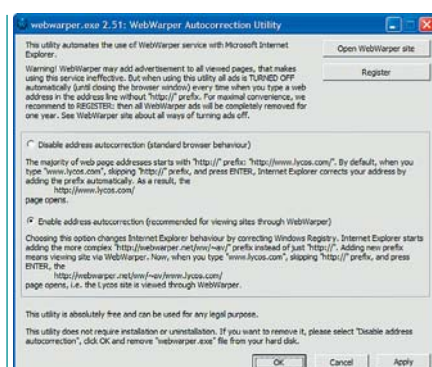 webwarper.exe 2.51: WebWarper Autocorrection Utility
This utility automates the use of WebWarper service with Microsoft Internet
Explorer.
Open WebWarper site
Warning! WebWarper may add advertisement to all viewed pages, that makes
using this service ineffective. But when using this utility all ads is TURNED OFF
automatically (until closing the browser window) every time when you type a web
address in the address line without "http://" prefix. For maximal convenience, we
recommend to REGISTER: then all WebWarper ads will be completely removed for
one year. See WebWarper site about all ways of turning ads off.
Register
Disable address autocorrection (standard browser behaviour)
The majority of web page addresses starts with "http://" prefix: "http://www.lycos.com/". By default, when you
type "www.lycos.com", skipping "http://" prefix, and press ENTER, Internet Explorer corrects your address by
adding the prefix automatically. As a result, the
http://www.lycos.com/
page opens.
Enable address autocorrection (recommended for viewing sites through WebWarper)
Choosing this option changes Internet Explorer behaviour by correcting Windows Registry. Internet Explorer starts
adding the more complex "http://webwarper.net/ww/~av/" prefix instead of just "http://". Adding new prefix
means viewing site via WebWarper. Now, when you type "www.lycos.com", skipping "http://" prefix, and press
ENTER, the
http://webwarper.net/ww/~av/www.lycos.com/
page opens, i.e. the Lycos site is viewed through WebWarper.
This utility is absolutely free and can be used for any legal purpose.
This utility does not require installation or uninstallation. If you want to remove it, please select "Disable address
autocorrection", click OK and remove "webwarper.exe" file from your hard disk.
OK
Cancel
Apply